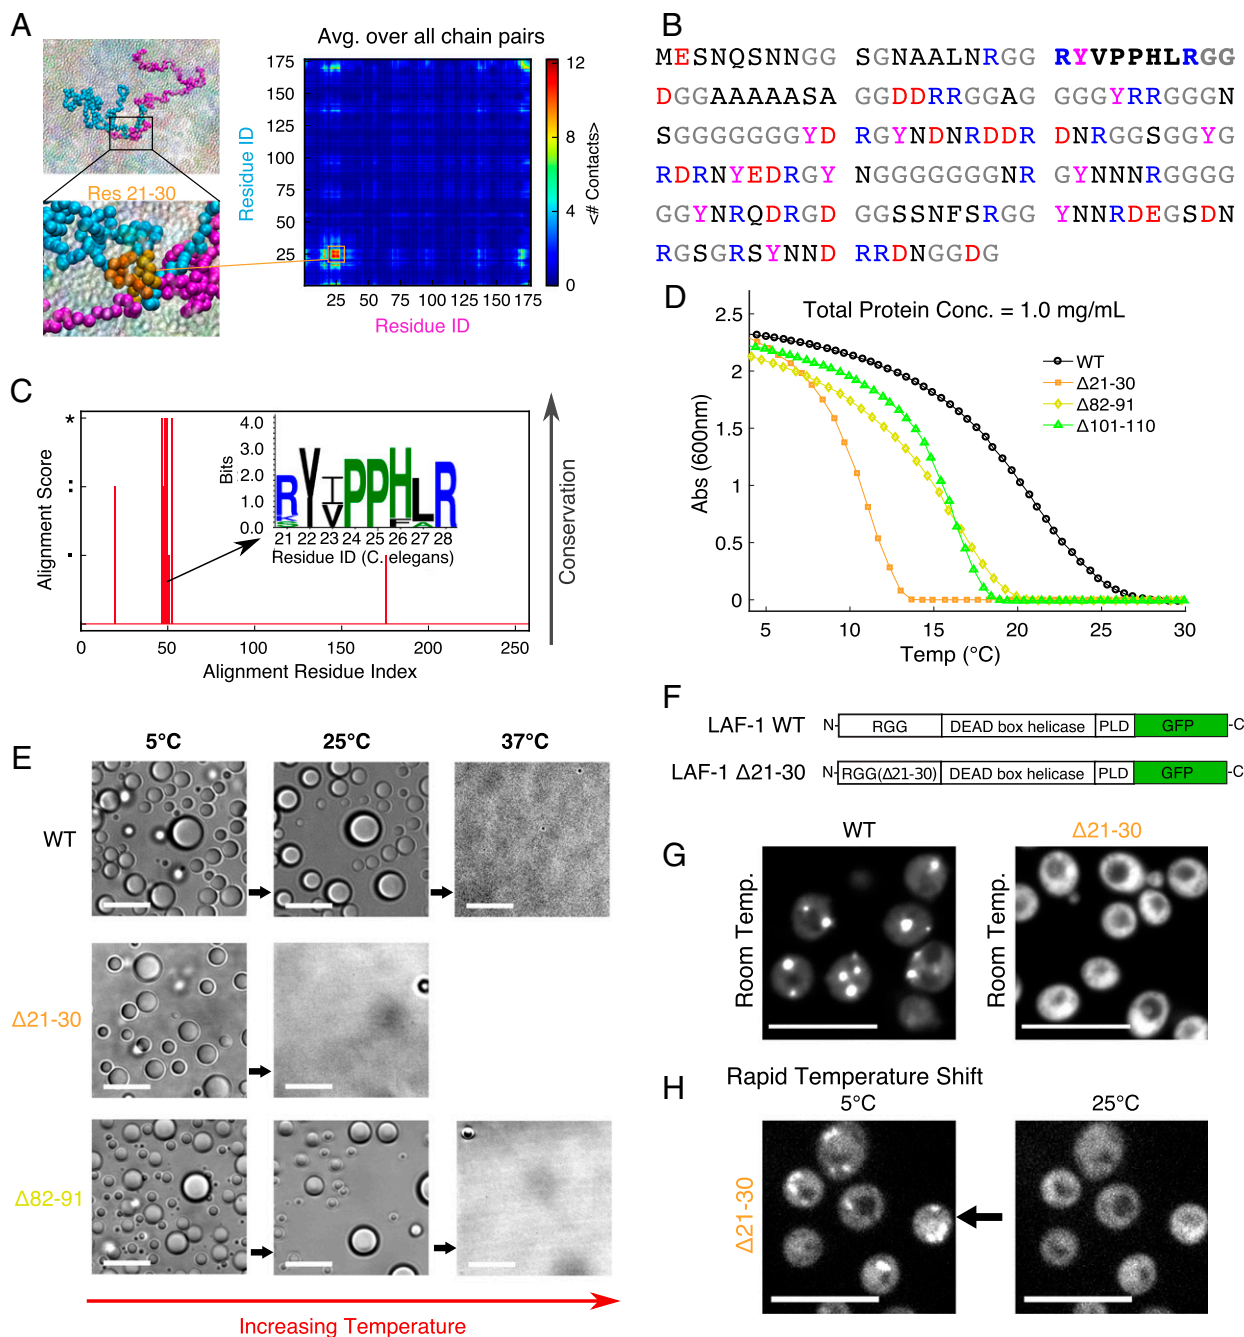 A
Avg. over all chain pairs
Res 21-30
Residue ID
175
150
125
100
75
50
25
25 50 75 100 125 150 175
Residue ID
12
8
4
0
<# Contacts>
B
MESNQSNNGG SGNAALNRGG RYVPPHLRGG
DGGAAAAASA GGDDRRGGAG GGGYRRGGGN
SGGGGGGGYD RGYNDNRDDR DNRGGSGGYG
RDRNYEDRGY NGGGGGGGNR GYNNNRGGGG
GGYNRQDRGD GGSSNFSRGG YNNRDEGSDN
RGSGRSYNND RRDNGGDG
C
Alignment Score
*
:
.
0 50 100 150 200 250
Alignment Residue Index
Conservation
Bits
4.0
3.0
2.0
1.0
0.0
RYIPPHLR
V F
21 22 23 24 25 26 27 28
Residue ID (C. elegans)
D
Total Protein Conc. = 1.0 mg/mL
WT
Δ21-30
Δ82-91
Δ101-110
Abs (600nm)
2.5
2
1.5
1
0.5
0
5 10 15 20 25 30
Temp (°C)
E
5°C 25°C 37°C
WT
Δ21-30
Δ82-91
Increasing Temperature
F
LAF-1 WT N- RGG DEAD box helicase PLD GFP -C
LAF-1 Δ21-30 N- RGG(Δ21-30) DEAD box helicase PLD GFP -C
G
WT Δ21-30
Room Temp.
Room Temp.
H
Rapid Temperature Shift
5°C 25°C
Δ21-30